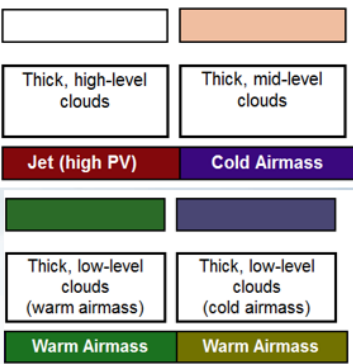 Thick, high-level
clouds
Thick, mid-level
clouds
Jet (high PV)
Cold Airmass
Thick, low-level
clouds
(warm airmass)
Thick, low-level
clouds
(cold airmass)
Warm Airmass
Warm Airmass